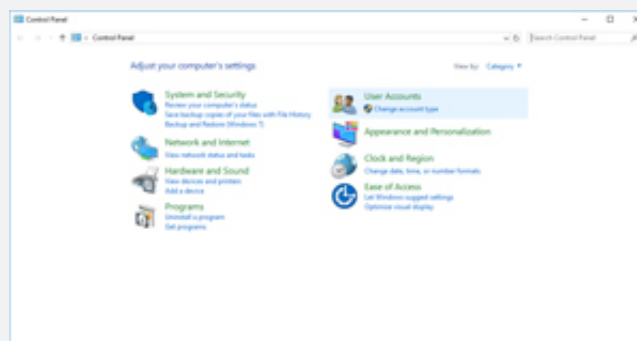 Control Panel
Control Panel
Search Control Panel
Adjust your computer's settings
View by: Category
System and Security
Review your computer's status
Save backup copies of your files with File History
Backup and Restore (Windows 7)
Network and Internet
View network status and tasks
Hardware and Sound
View devices and printers
Add a device
Programs
Uninstall a program
Get programs
User Accounts
Change account type
Appearance and Personalization
Clock and Region
Change date, time, or number formats
Ease of Access
Let Windows suggest settings
Optimize visual display